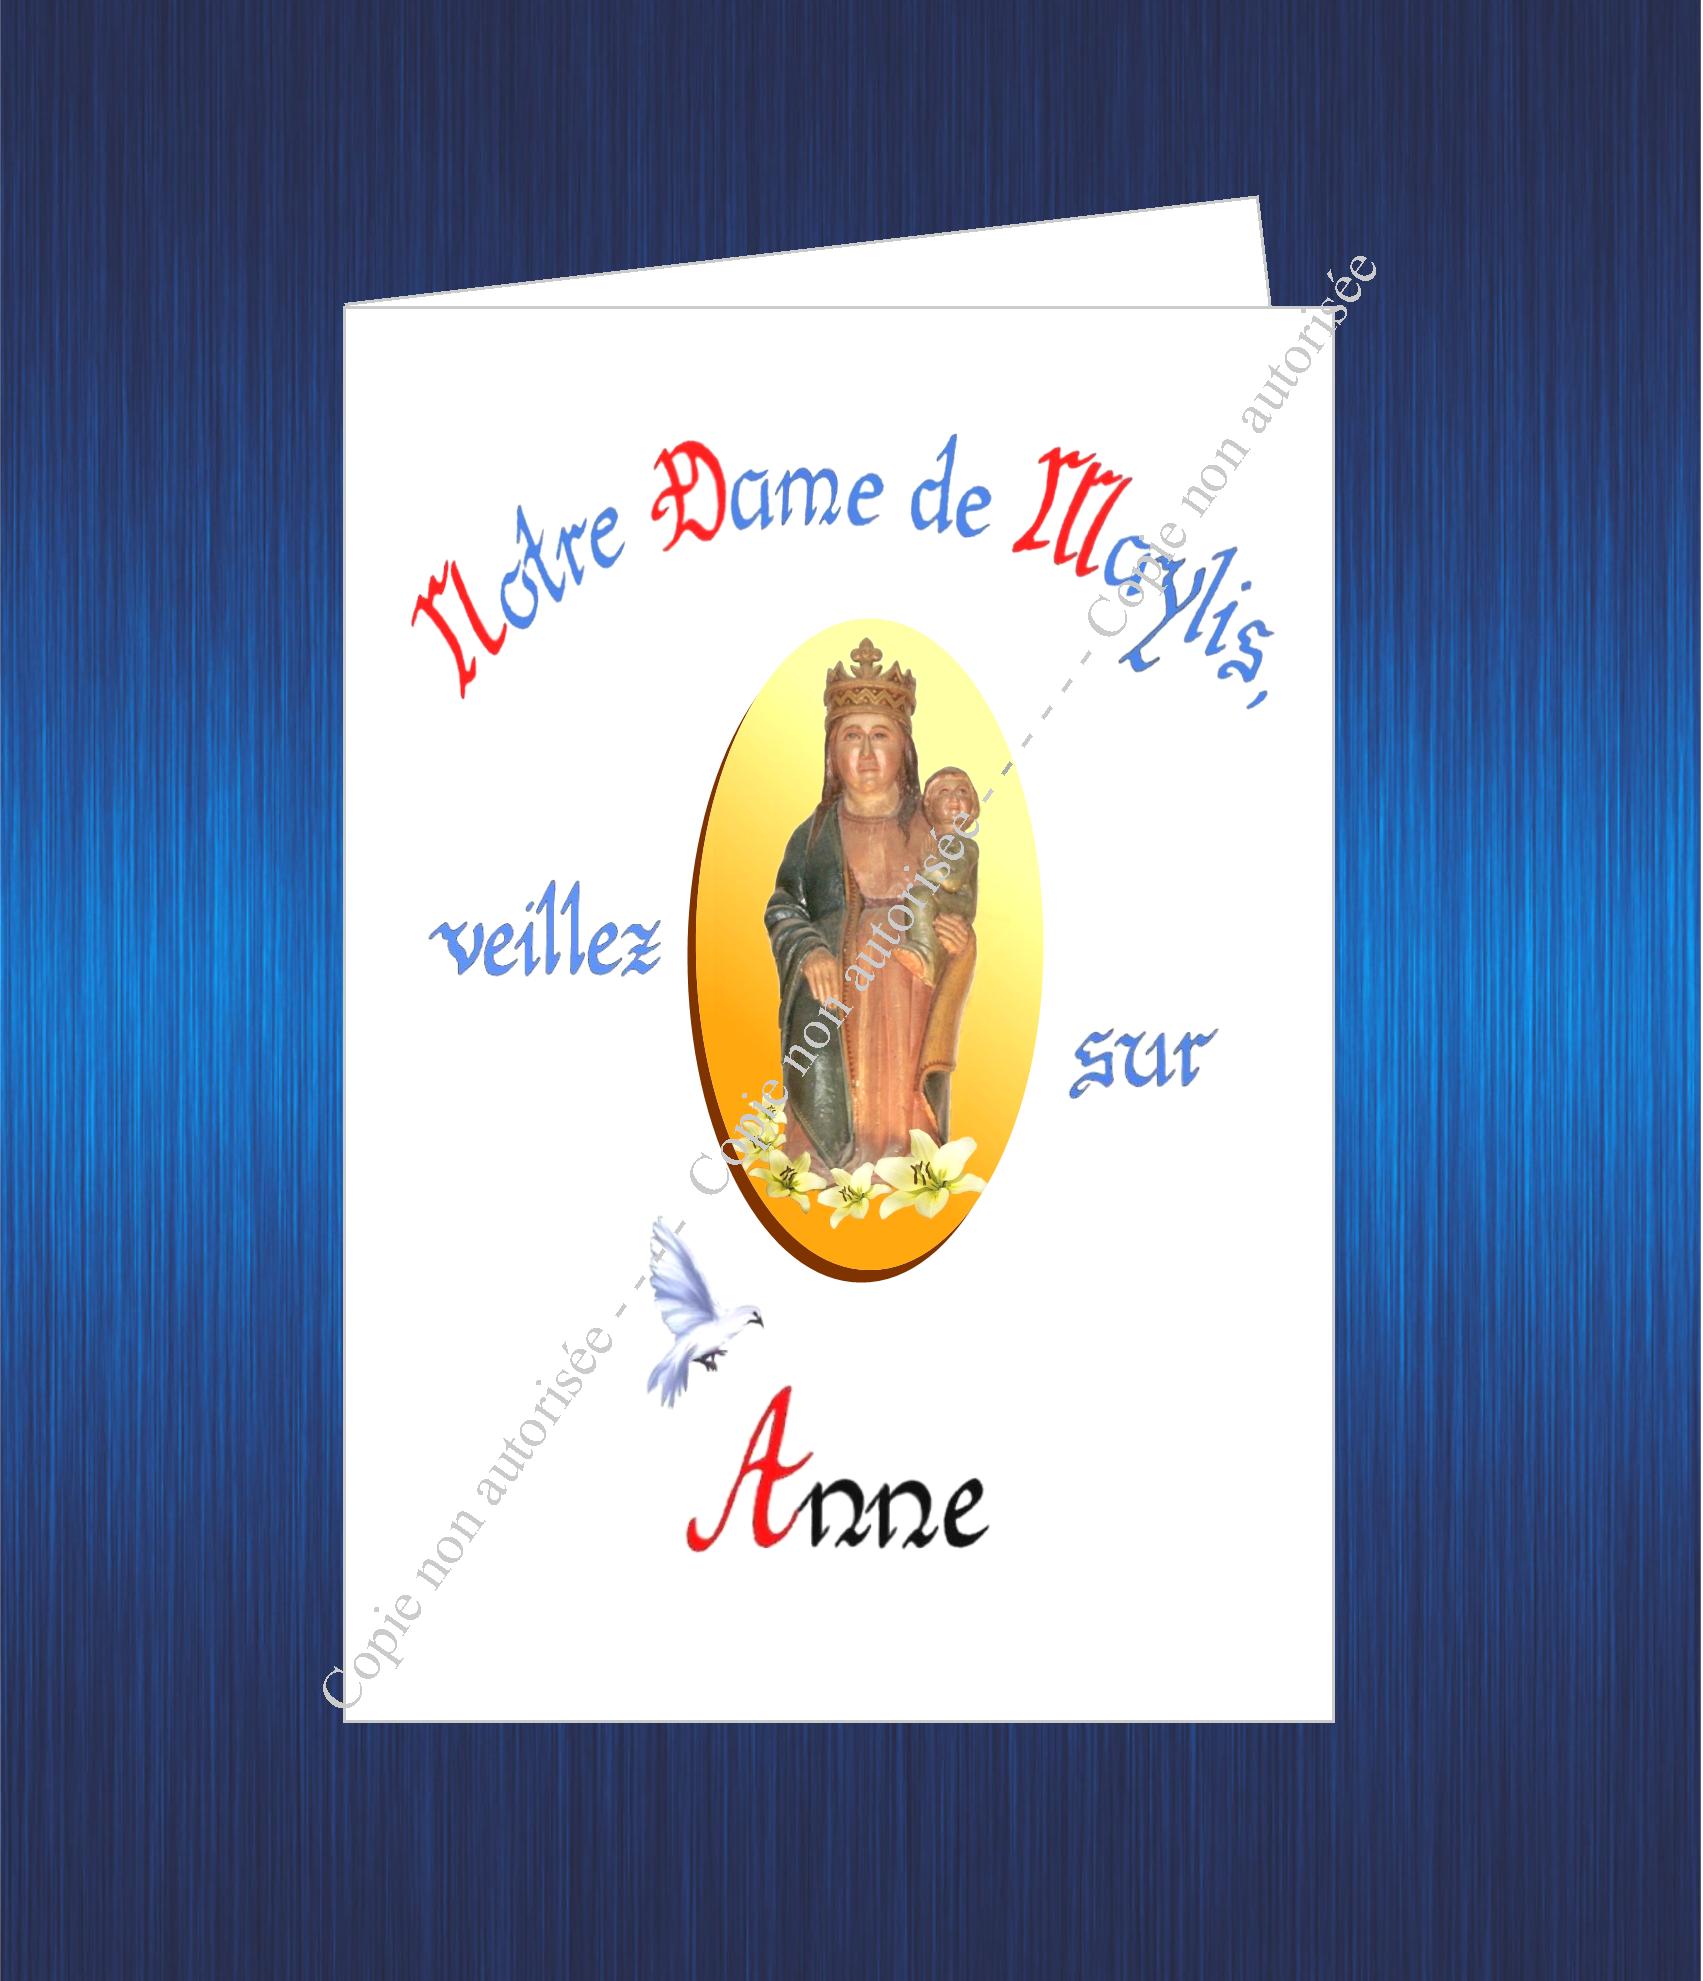 Notre Dame de Maylis,
veillez
sur
Anne
Copie non autorisée - - - - Copie non autorisée - - - - - - Copie non autorisée